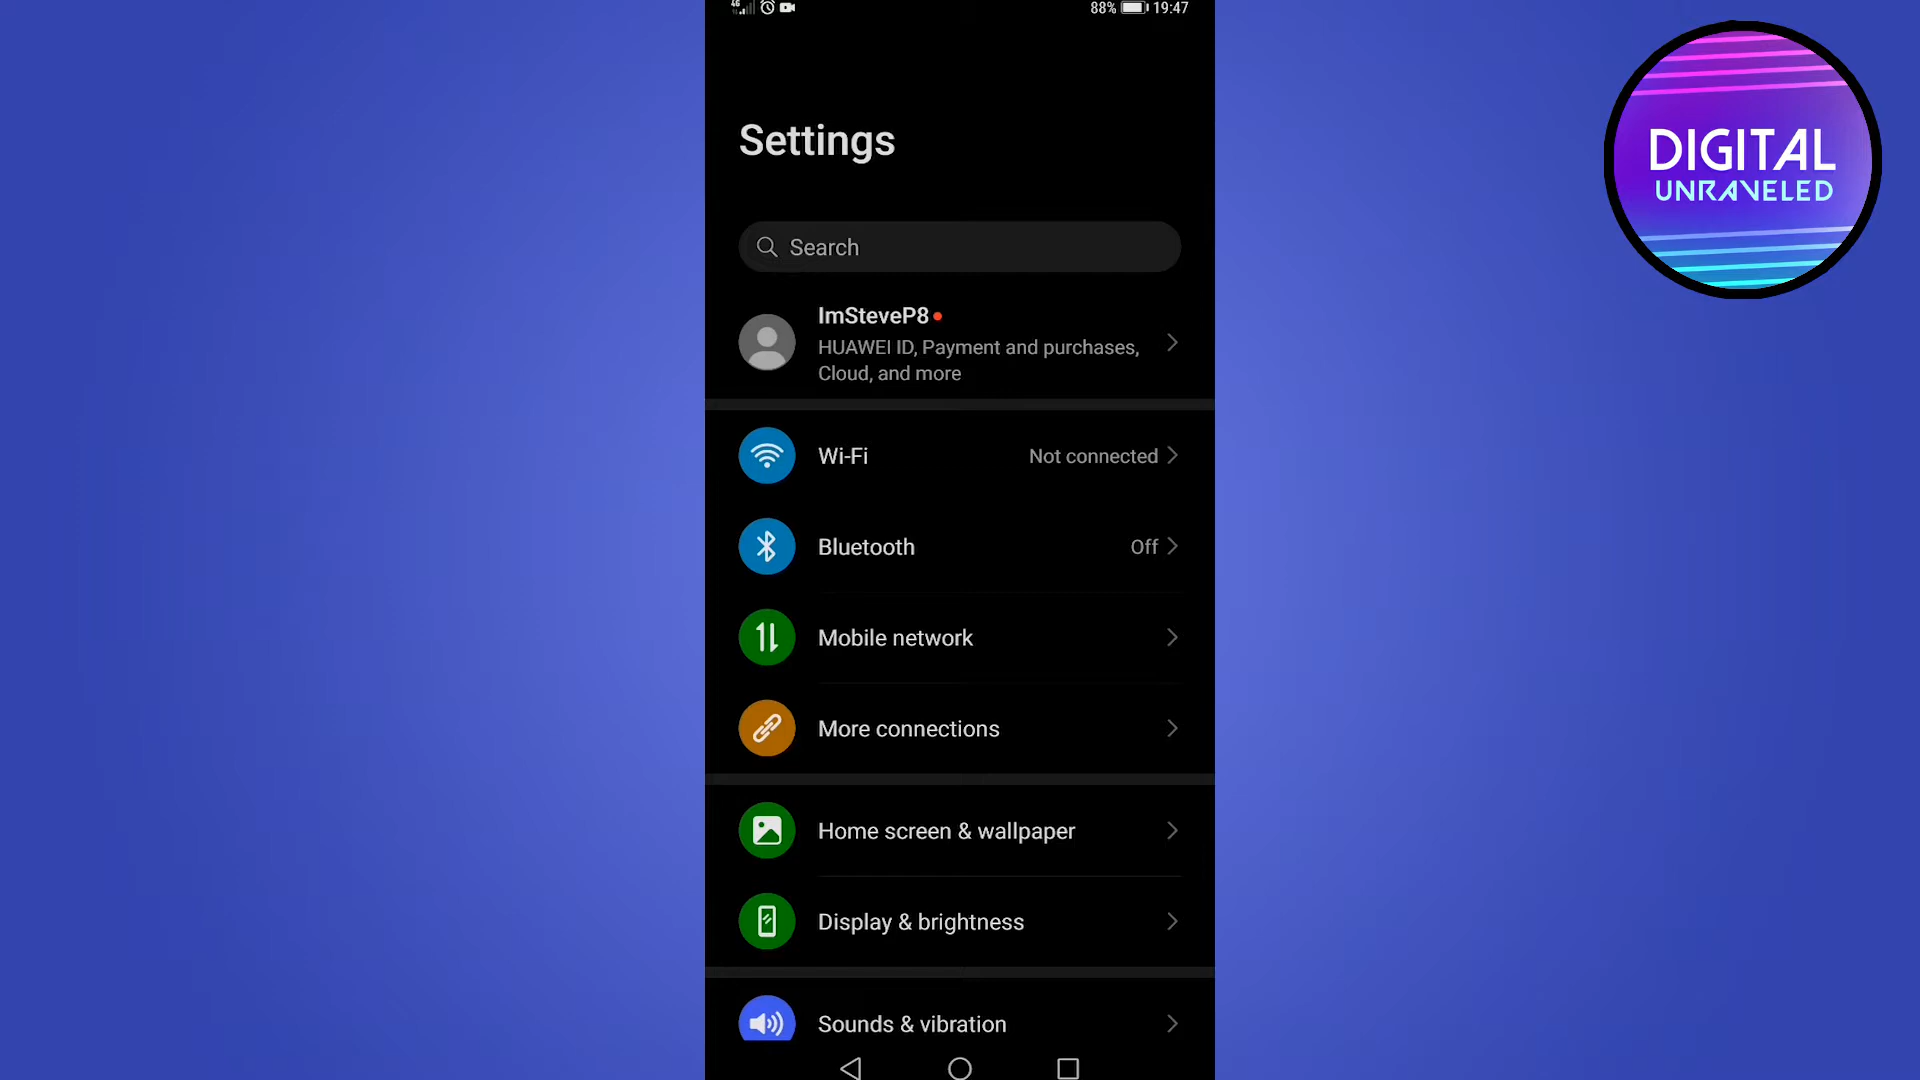 4G 88% 19:47
DIGITAL
UNRAVELED
Settings
Search
ImSteveP8
HUAWEI ID, Payment and purchases,
Cloud, and more
Wi-Fi Not connected
Bluetooth Off
Mobile network
More connections
Home screen & wallpaper
Display & brightness
Sounds & vibration